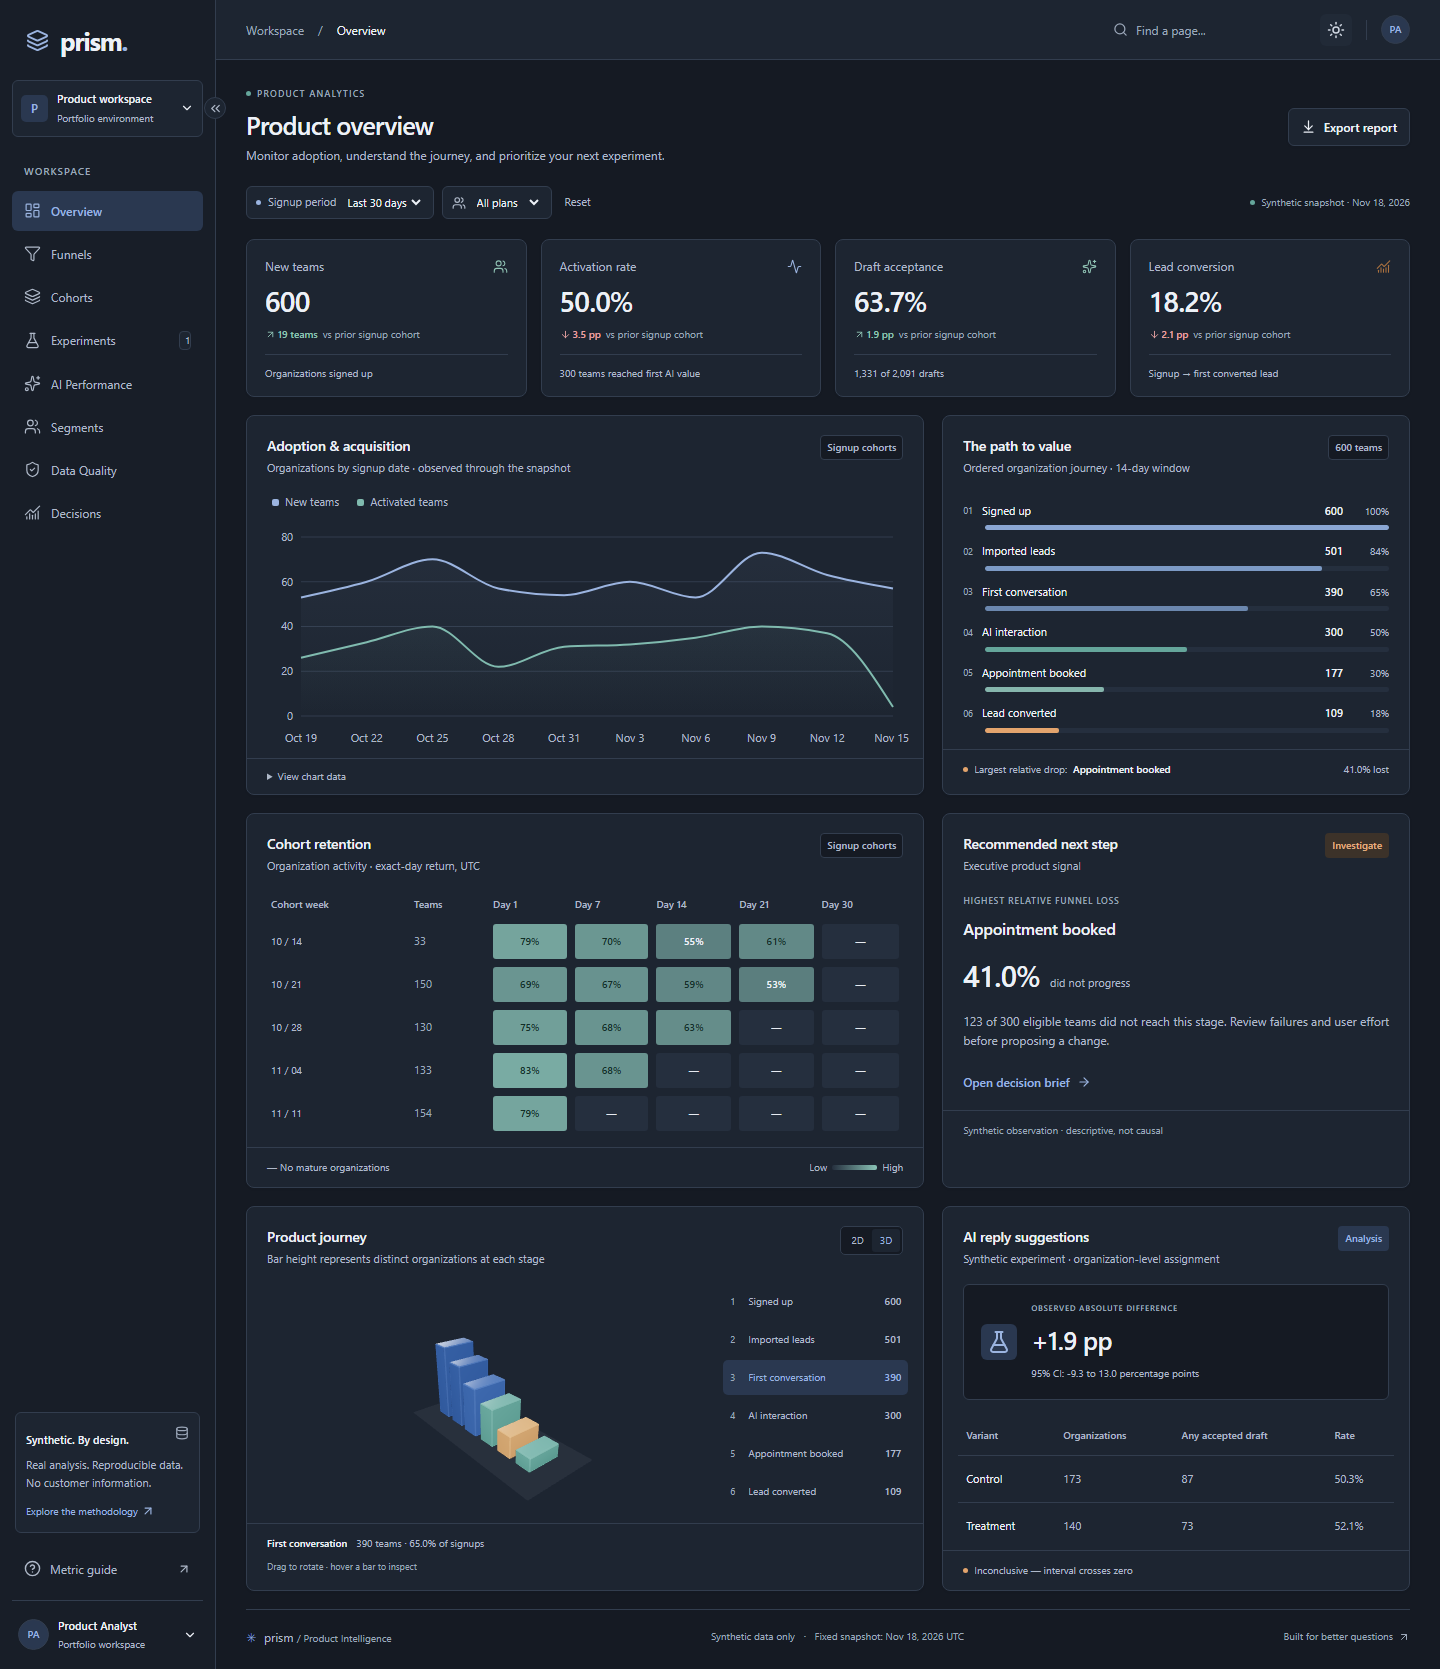 prism.
P
Product workspace
Portfolio environment
WORKSPACE
Overview
Funnels
Cohorts
Experiments 1
AI Performance
Segments
Data Quality
Decisions
Synthetic. By design.
Real analysis. Reproducible data.
No customer information.
Explore the methodology
Metric guide
PA
Product Analyst
Portfolio workspace
Workspace / Overview
Find a page...
PA
PRODUCT ANALYTICS
Product overview
Monitor adoption, understand the journey, and prioritize your next experiment.
Export report
Signup period Last 30 days
All plans
Reset
Synthetic snapshot · Nov 18, 2026
New teams
600
↗ 19 teams vs prior signup cohort
Organizations signed up
Activation rate
50.0%
↓ 3.5 pp vs prior signup cohort
300 teams reached first AI value
Draft acceptance
63.7%
↗ 1.9 pp vs prior signup cohort
1,331 of 2,091 drafts
Lead conversion
18.2%
↓ 2.1 pp vs prior signup cohort
Signup → first converted lead
Adoption & acquisition
Organizations by signup date · observed through the snapshot
Signup cohorts
New teams Activated teams
80
60
40
20
0
Oct 19 Oct 22 Oct 25 Oct 28 Oct 31 Nov 3 Nov 6 Nov 9 Nov 12 Nov 15
View chart data
The path to value
Ordered organization journey · 14-day window
600 teams
01 Signed up 600 100%
02 Imported leads 501 84%
03 First conversation 390 65%
04 AI interaction 300 50%
05 Appointment booked 177 30%
06 Lead converted 109 18%
Largest relative drop: Appointment booked 41.0% lost
Cohort retention
Organization activity · exact-day return, UTC
Signup cohorts
Cohort week Teams Day 1 Day 7 Day 14 Day 21 Day 30
10 / 14 33 79% 70% 55% 61% —
10 / 21 150 69% 67% 59% 53% —
10 / 28 130 75% 68% 63% — —
11 / 04 133 83% 68% — — —
11 / 11 154 79% — — — —
— No mature organizations
Low High
Recommended next step
Executive product signal
Investigate
HIGHEST RELATIVE FUNNEL LOSS
Appointment booked
41.0% did not progress
123 of 300 eligible teams did not reach this stage. Review failures and user effort
before proposing a change.
Open decision brief →
Synthetic observation · descriptive, not causal
Product journey
Bar height represents distinct organizations at each stage
2D 3D
1 Signed up 600
2 Imported leads 501
3 First conversation 390
4 AI interaction 300
5 Appointment booked 177
6 Lead converted 109
First conversation 390 teams · 65.0% of signups
Drag to rotate · hover a bar to inspect
AI reply suggestions
Synthetic experiment · organization-level assignment
Analysis
OBSERVED ABSOLUTE DIFFERENCE
+1.9 pp
95% CI: -9.3 to 13.0 percentage points
Variant Organizations Any accepted draft Rate
Control 173 87 50.3%
Treatment 140 73 52.1%
Inconclusive — interval crosses zero
prism / Product Intelligence
Synthetic data only · Fixed snapshot: Nov 18, 2026 UTC
Built for better questions